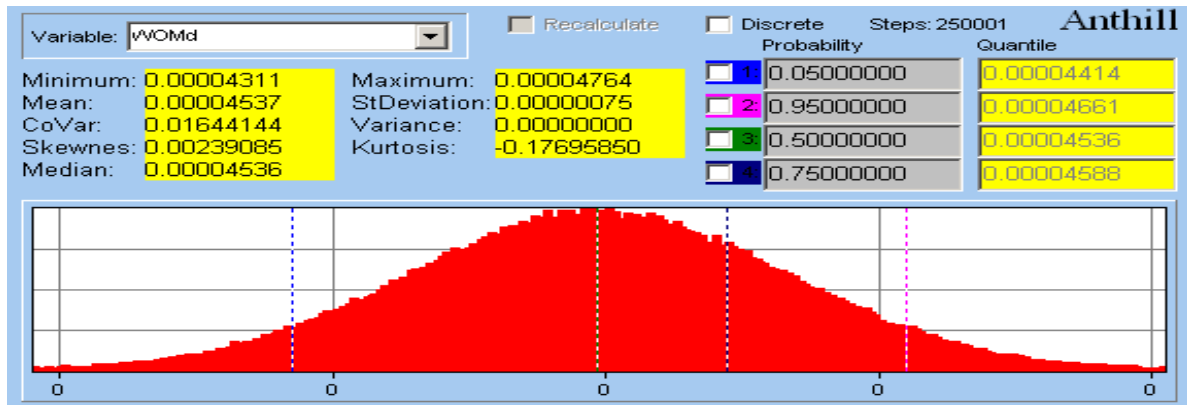 Variable: WOMd Recalculate Discrete Steps: 250001 Anthill
Probability Quantile
Minimum: 0.00004311 Maximum: 0.00004764 1: 0.05000000 0.00004414
Mean: 0.00004537 StDeviation: 0.00000075 2: 0.95000000 0.00004661
CoVar: 0.01644144 Variance: 0.00000000 3: 0.50000000 0.00004536
Skewnes: 0.00239085 Kurtosis: -0.17695850 4: 0.75000000 0.00004588
Median: 0.00004536
0 0 0 0 0